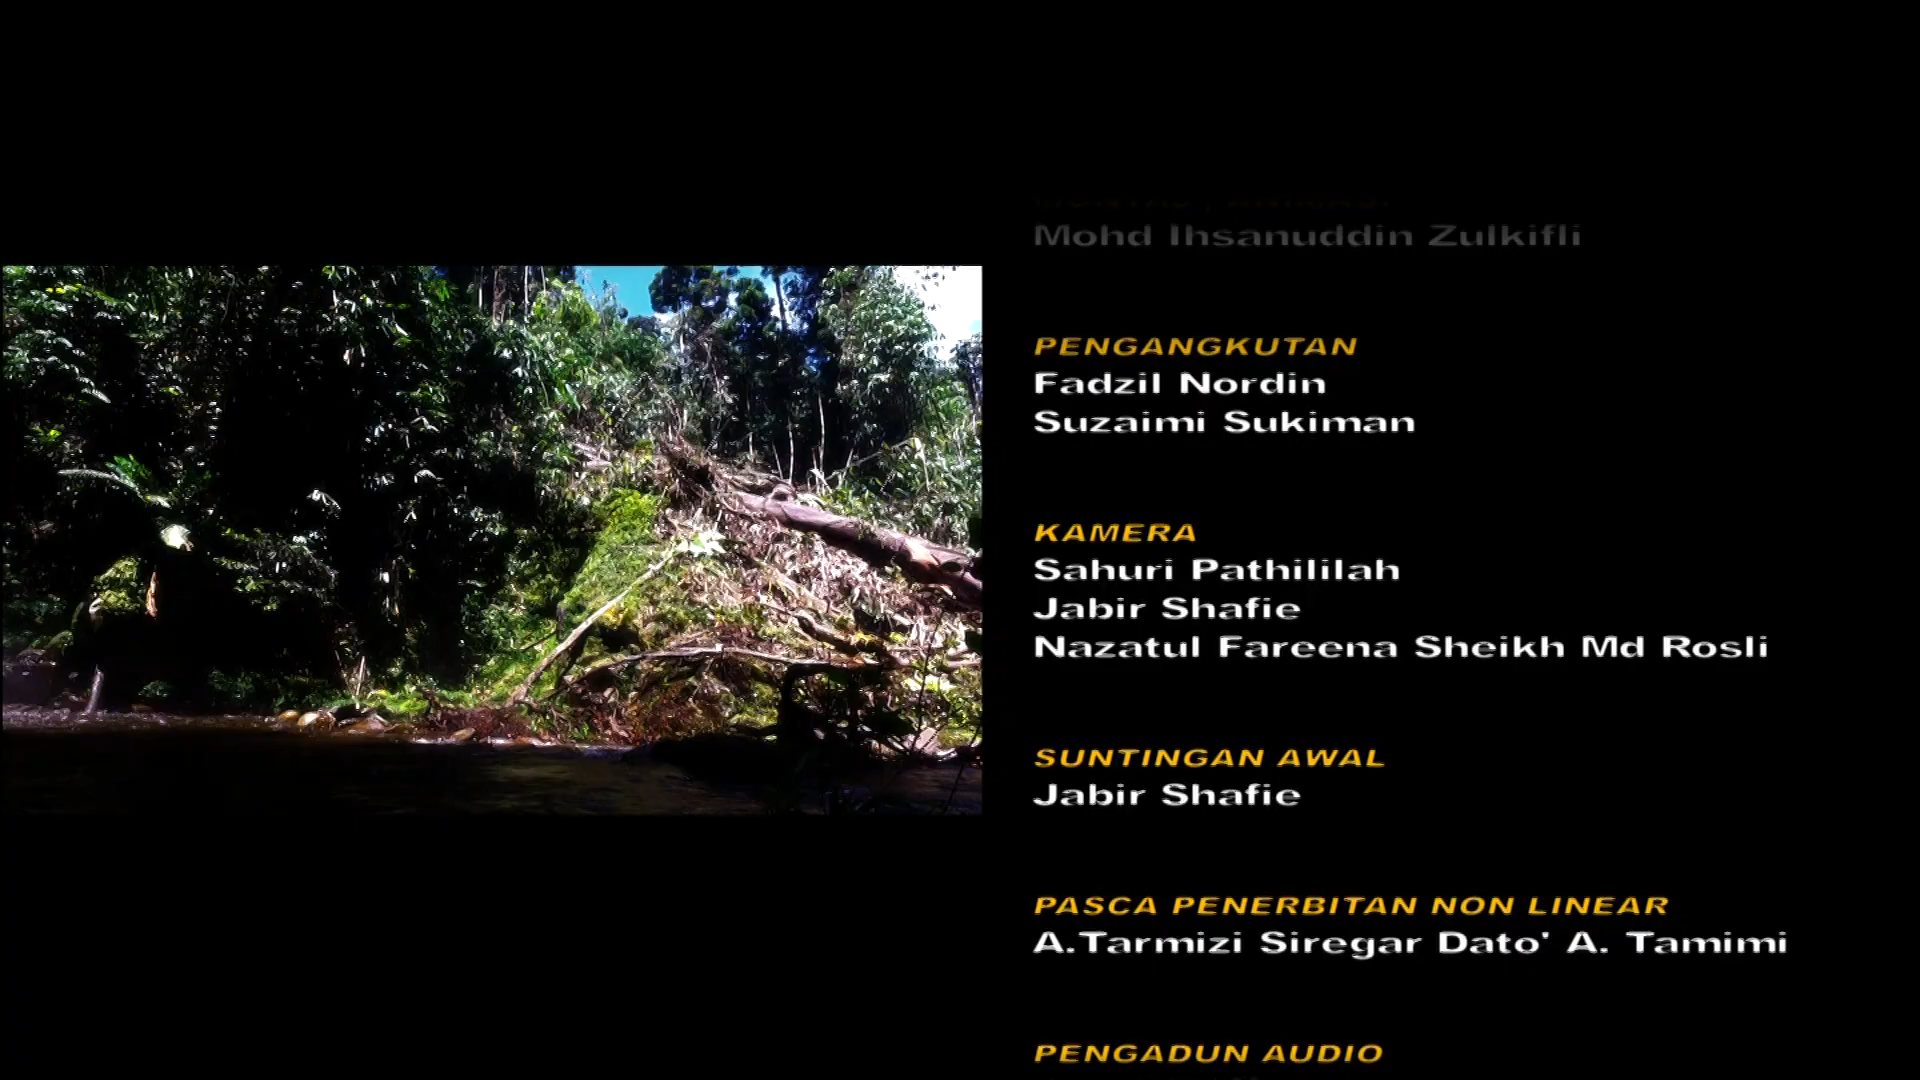 Mohd Ihsanuddin Zulkifli
PENGANGKUTAN
Fadzil Nordin
Suzaimi Sukiman
KAMERA
Sahuri Pathililah
Jabir Shafie
Nazatul Fareena Sheikh Md Rosli
SUNTINGAN AWAL
Jabir Shafie
PASCA PENERBITAN NON LINEAR
A.Tarmizi Siregar Dato' A. Tamimi
PENGADUN AUDIO